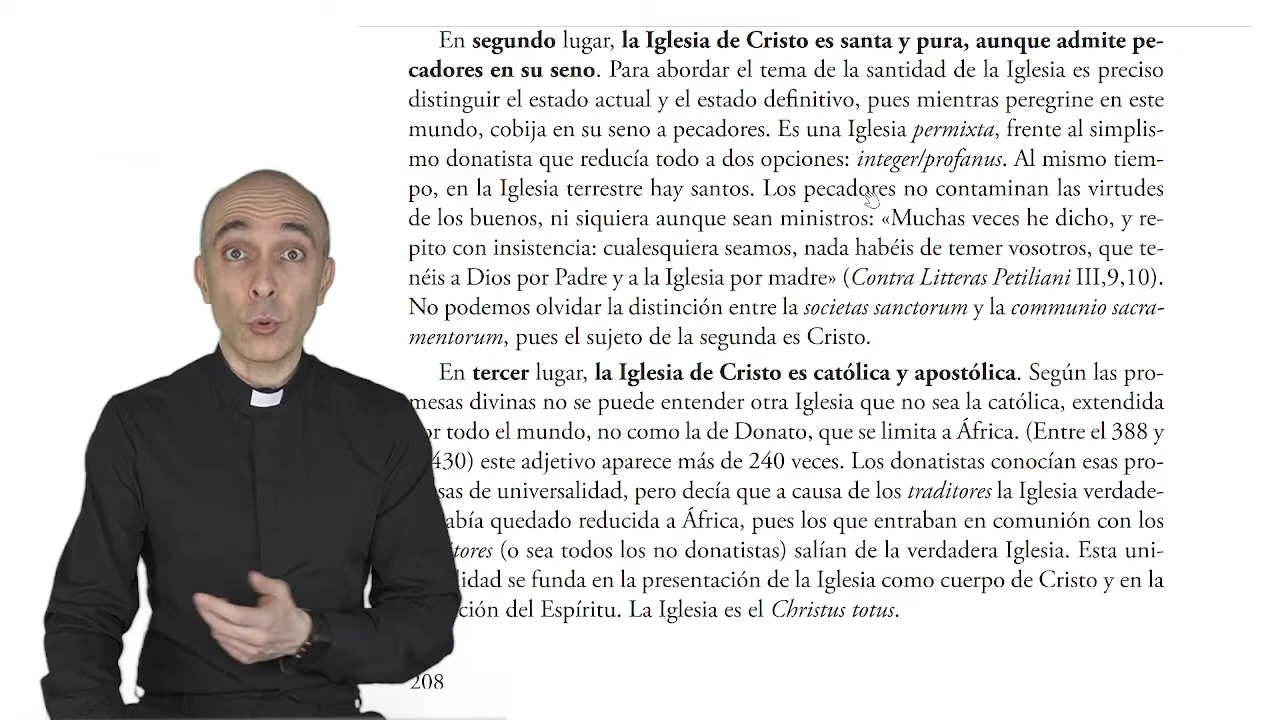 En segundo lugar, la Iglesia de Cristo es santa y pura, aunque admite pe-
cadores en su seno. Para abordar el tema de la santidad de la Iglesia es preciso
distinguir el estado actual y el estado definitivo, pues mientras peregrine en este
mundo, cobija en su seno a pecadores. Es una Iglesia permixta, frente al simplis-
mo donatista que reducía todo a dos opciones: integer/profanus. Al mismo tiem-
po, en la Iglesia terrestre hay santos. Los pecadores no contaminan las virtudes
de los buenos, ni siquiera aunque sean ministros: «Muchas veces he dicho, y re-
pito con insistencia: cualesquiera seamos, nada habéis de temer vosotros, que te-
néis a Dios por Padre y a la Iglesia por madre» (Contra Litteras Petiliani III,9,10).
No podemos olvidar la distinción entre la societas sanctorum y la communio sacra-
mentorum, pues el sujeto de la segunda es Cristo.
En tercer lugar, la Iglesia de Cristo es católica y apostólica. Según las pro-
mesas divinas no se puede entender otra Iglesia que no sea la católica, extendida
por todo el mundo, no como la de Donato, que se limita a África. (Entre el 388 y
430) este adjetivo aparece más de 240 veces. Los donatistas conocían esas pro-
sas de universalidad, pero decía que a causa de los traditores la Iglesia verdade-
abía quedado reducida a África, pues los que entraban en comunión con los
tores (o sea todos los no donatistas) salían de la verdadera Iglesia. Esta uni-
lidad se funda en la presentación de la Iglesia como cuerpo de Cristo y en la
ción del Espíritu. La Iglesia es el Christus totus.
208